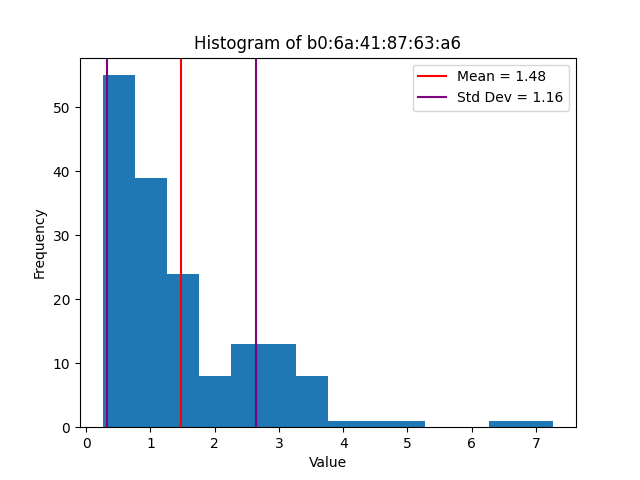 Histogram of b0:6a:41:87:63:a6
Mean = 1.48
Std Dev = 1.16
Frequency
50
40
30
20
10
0
0 1 2 3 4 5 6 7
Value